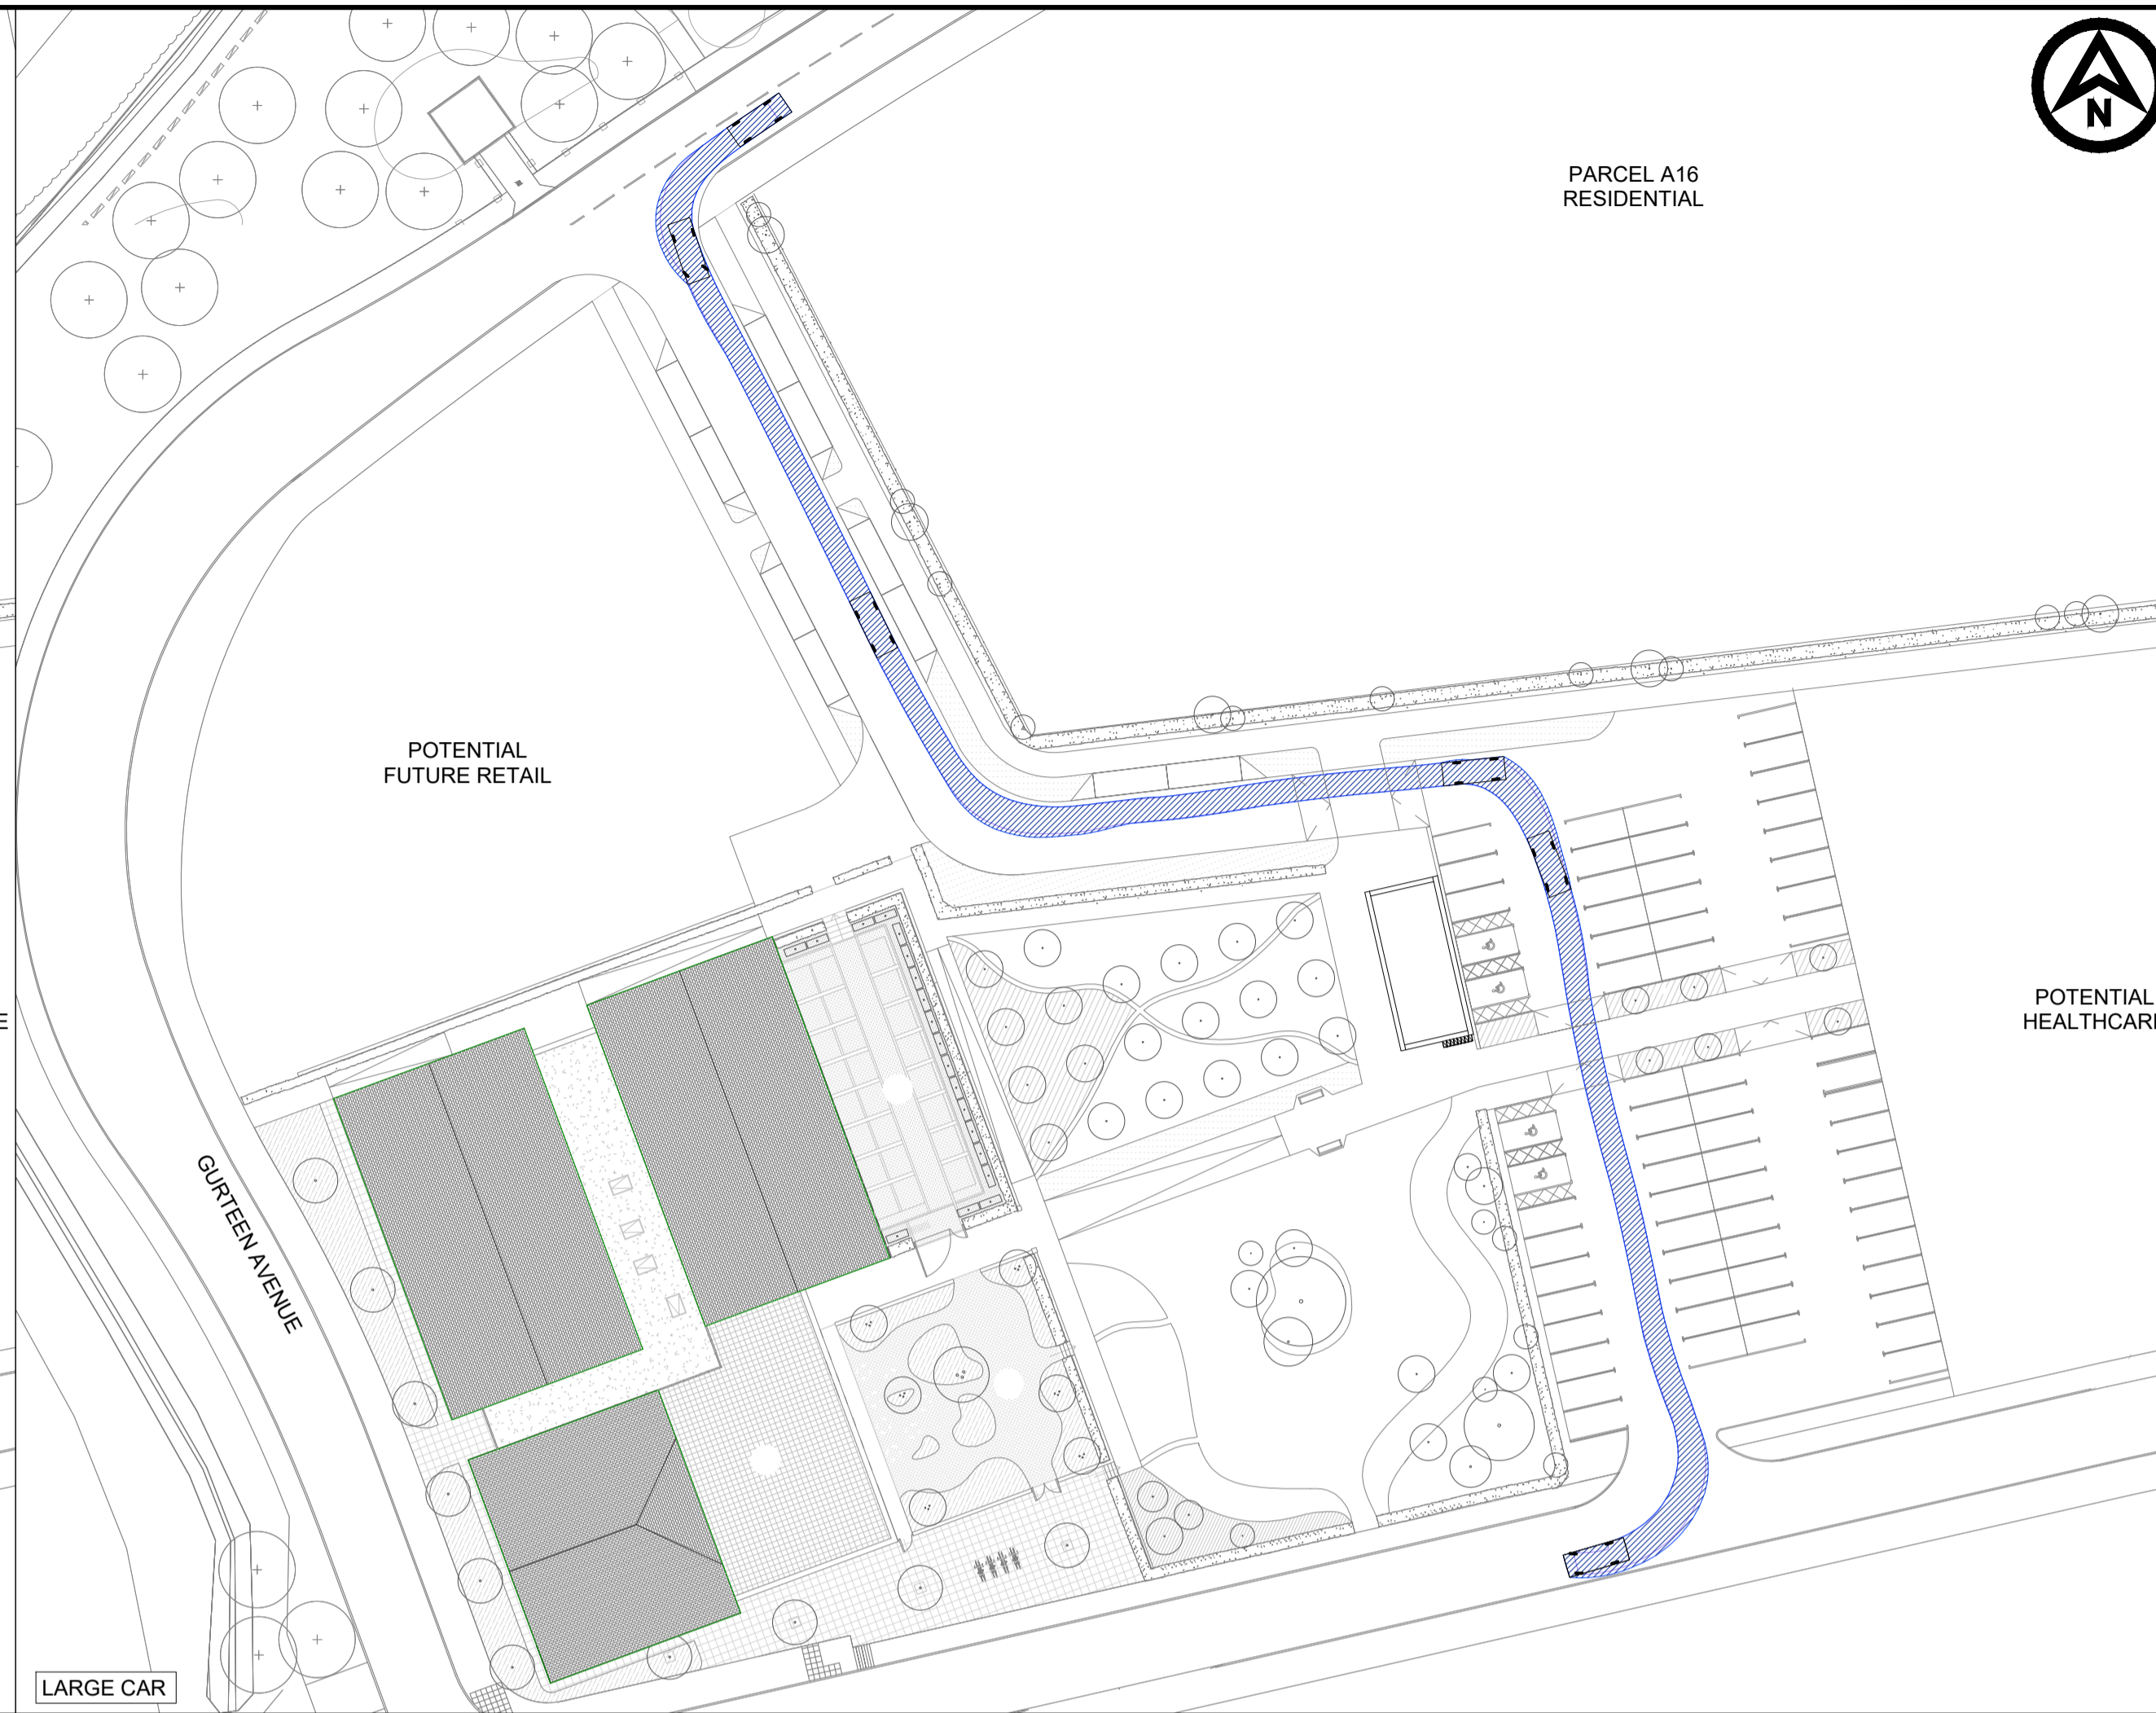 N
PARCEL A16
RESIDENTIAL
POTENTIAL
FUTURE RETAIL
POTENTIAL
HEALTHCAR
E
GURTEEN AVENUE
LARGE CAR